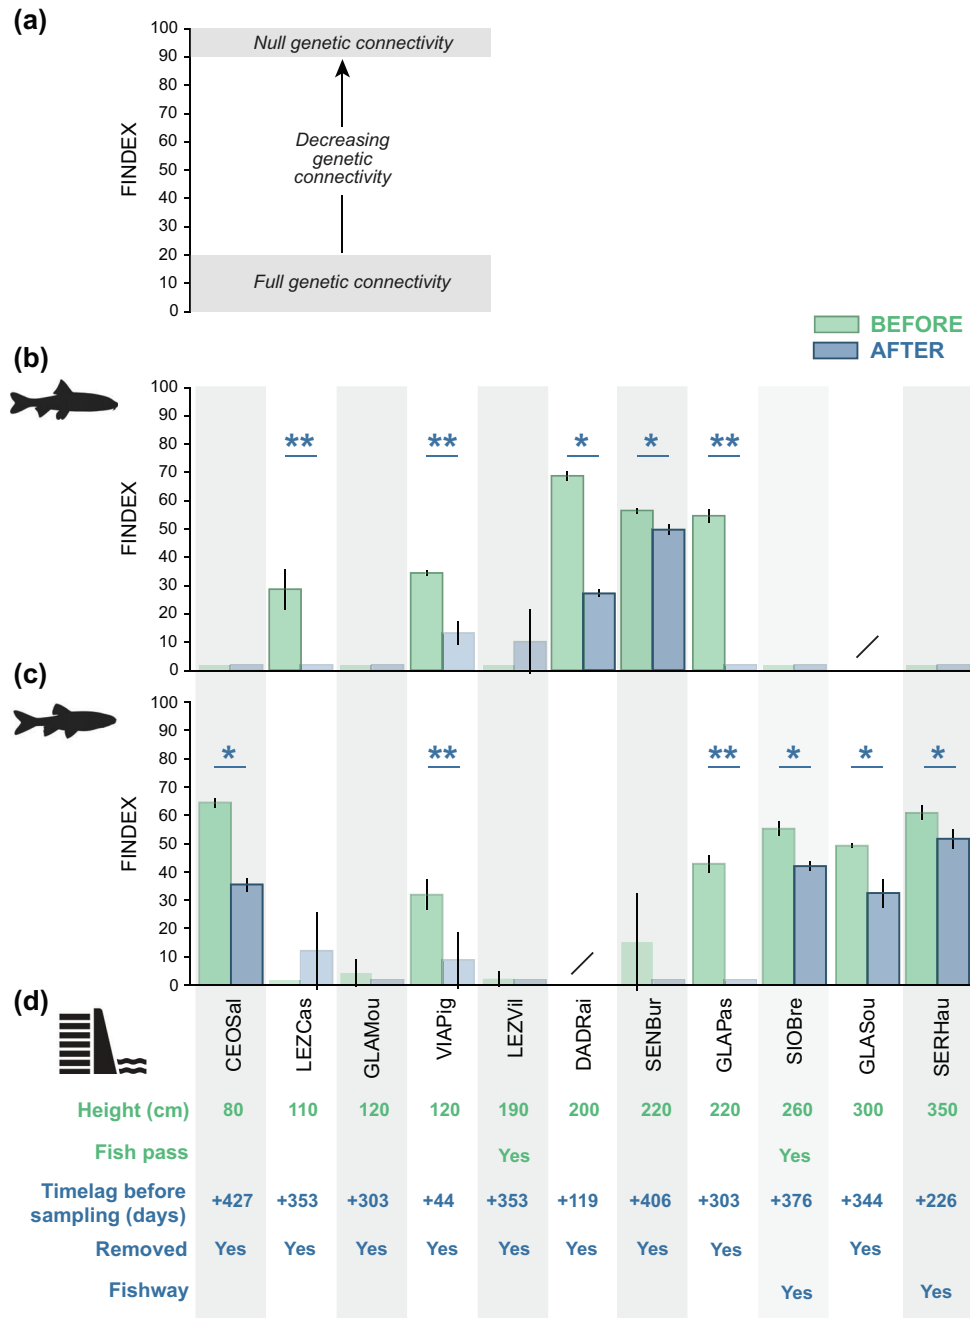 (a)
100
90
80
70
60
50
40
30
20
10
0
FINDEX
Null genetic connectivity
Decreasing
genetic
connectivity
Full genetic connectivity
BEFORE
AFTER
(b)
100
90
80
70
60
50
40
30
20
10
0
FINDEX
** ** * * **
(c)
100
90
80
70
60
50
40
30
20
10
0
FINDEX
* ** ** * * *
(d)
CEOSal LEZCas GLAMou VIAPig LEZVil DADRai SENBur GLAPas SIOBre GLASou SERHau
Height (cm) 80 110 120 120 190 200 220 220 260 300 350
Fish pass Yes Yes
Timelag before
sampling (days) +427 +353 +303 +44 +353 +119 +406 +303 +376 +344 +226
Removed Yes Yes Yes Yes Yes Yes Yes Yes Yes
Fishway Yes Yes